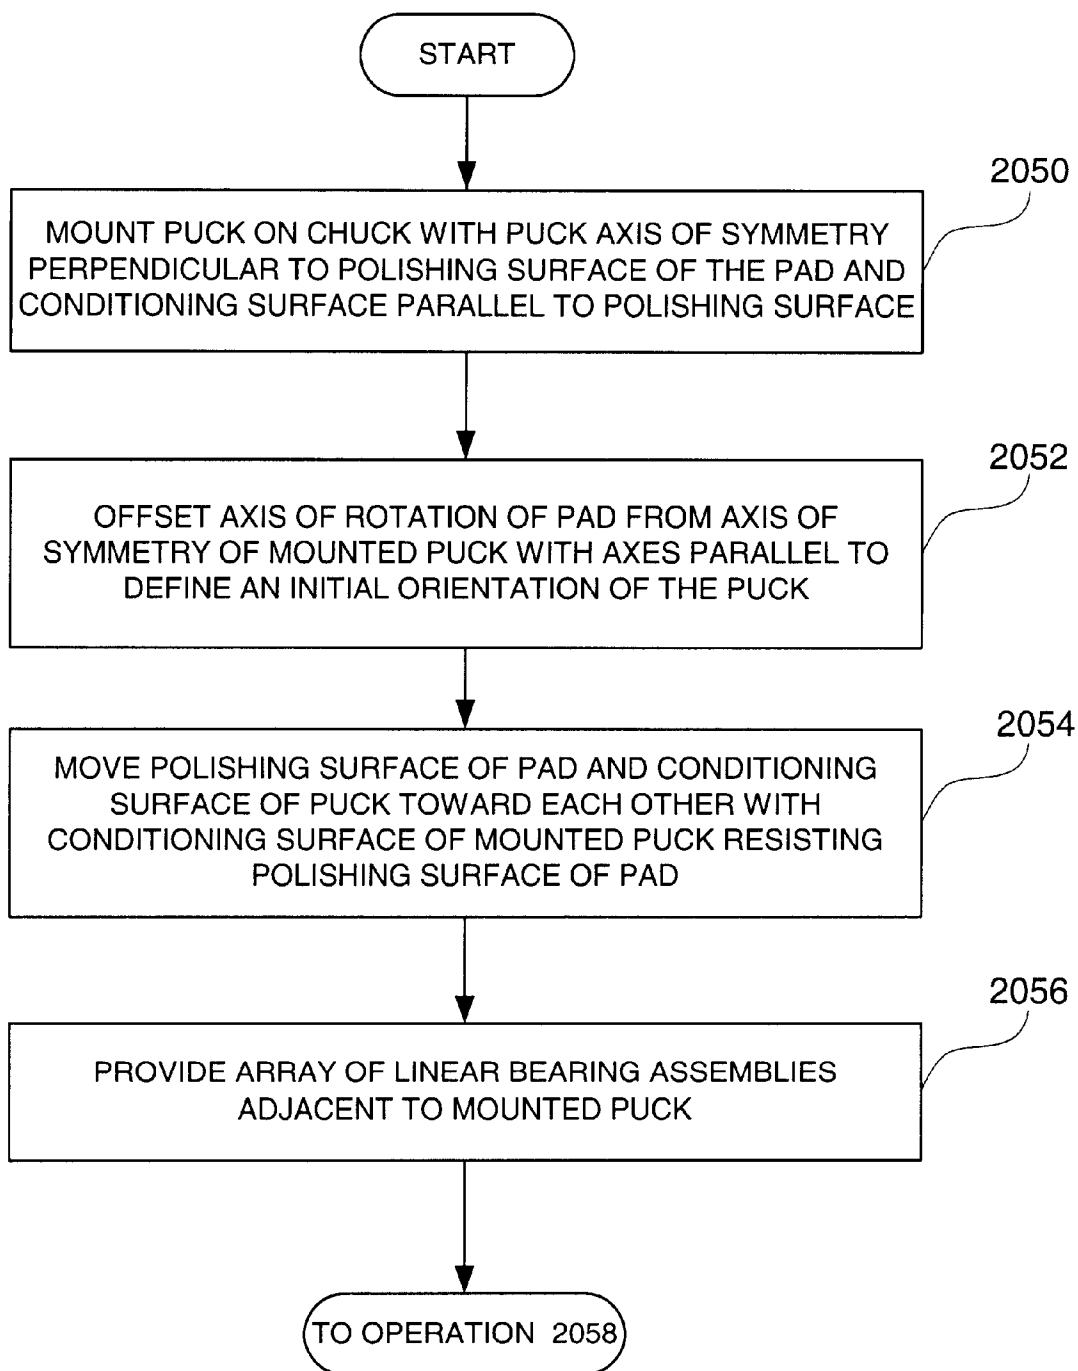 START
2050
MOUNT PUCK ON CHUCK WITH PUCK AXIS OF SYMMETRY
PERPENDICULAR TO POLISHING SURFACE OF THE PAD AND
CONDITIONING SURFACE PARALLEL TO POLISHING SURFACE
2052
OFFSET AXIS OF ROTATION OF PAD FROM AXIS OF
SYMMETRY OF MOUNTED PUCK WITH AXES PARALLEL TO
DEFINE AN INITIAL ORIENTATION OF THE PUCK
2054
MOVE POLISHING SURFACE OF PAD AND CONDITIONING
SURFACE OF PUCK TOWARD EACH OTHER WITH
CONDITIONING SURFACE OF MOUNTED PUCK RESISTING
POLISHING SURFACE OF PAD
2056
PROVIDE ARRAY OF LINEAR BEARING ASSEMBLIES
ADJACENT TO MOUNTED PUCK
TO OPERATION 2058